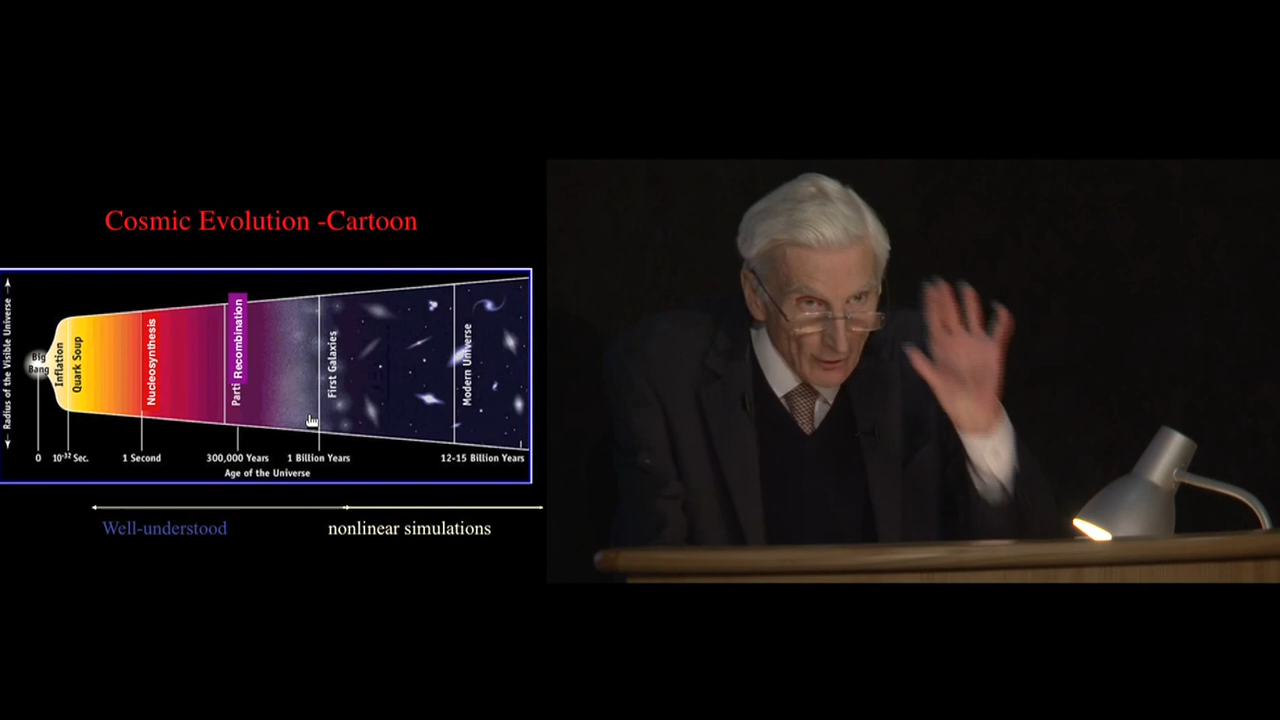 Cosmic Evolution -Cartoon
Radius of the Visible Universe
Big
Bang
Inflation
Quark Soup
Nucleosynthesis
Parti Recombination
First Galaxies
Modern Universe
0
10⁻³² Sec.
1 Second
300,000 Years
1 Billion Years
12-15 Billion Years
Age of the Universe
Well-understood
nonlinear simulations